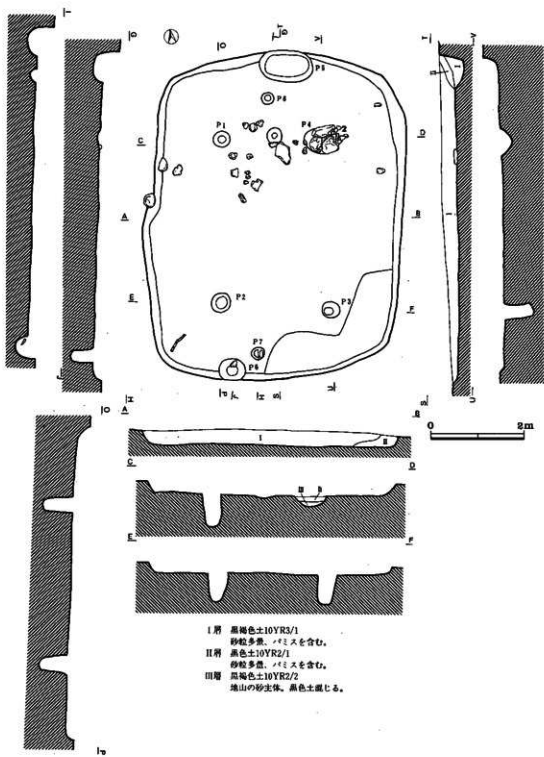 P5
P6
P1
P4
2
P2
P3
P7
P6
A
B
0 2m
I
II
C
D
III
II
E
F
I層 黒褐色土10YR3/1
砂粒多量、パミスを含む。
II層 黒色土10YR2/1
砂粒多量、パミスを含む。
III層 黒褐色土10YR2/2
地山の砂主体。黒色土混じる。